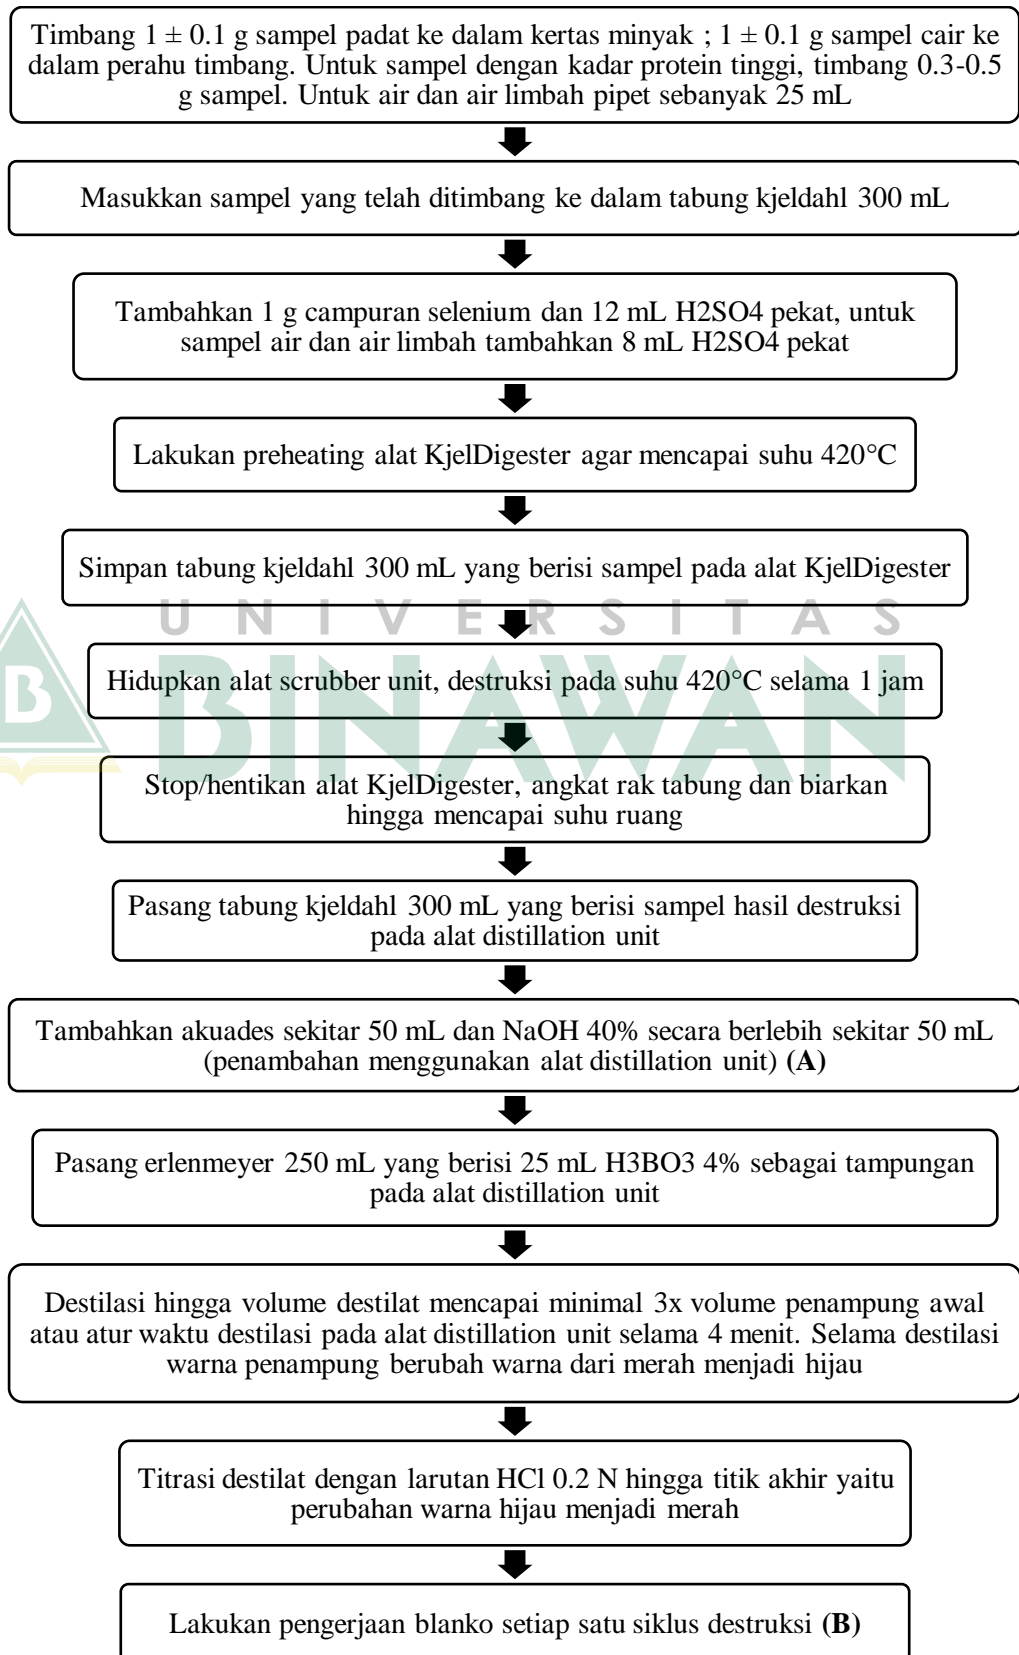 Timbang 1 ± 0.1 g sampel padat ke dalam kertas minyak ; 1 ± 0.1 g sampel cair ke
dalam perahu timbang. Untuk sampel dengan kadar protein tinggi, timbang 0.3-0.5
g sampel. Untuk air dan air limbah pipet sebanyak 25 mL
Masukkan sampel yang telah ditimbang ke dalam tabung kjeldahl 300 mL
Tambahkan 1 g campuran selenium dan 12 mL H2SO4 pekat, untuk
sampel air dan air limbah tambahkan 8 mL H2SO4 pekat
Lakukan preheating alat KjelDigester agar mencapai suhu 420°C
Simpan tabung kjeldahl 300 mL yang berisi sampel pada alat KjelDigester
UNIVERSITAS
Hidupkan alat scrubber unit, destruksi pada suhu 420°C selama 1 jam
B
BINAWAN
Stop/hentikan alat KjelDigester, angkat rak tabung dan biarkan
hingga mencapai suhu ruang
Pasang tabung kjeldahl 300 mL yang berisi sampel hasil destruksi
pada alat distillation unit
Tambahkan akuades sekitar 50 mL dan NaOH 40% secara berlebih sekitar 50 mL
(penambahan menggunakan alat distillation unit) (A)
Pasang erlenmeyer 250 mL yang berisi 25 mL H3BO3 4% sebagai tampungan
pada alat distillation unit
Destilasi hingga volume destilat mencapai minimal 3x volume penampung awal
atau atur waktu destilasi pada alat distillation unit selama 4 menit. Selama destilasi
warna penampung berubah warna dari merah menjadi hijau
Titrasi destilat dengan larutan HCl 0.2 N hingga titik akhir yaitu
perubahan warna hijau menjadi merah
Lakukan pengerjaan blanko setiap satu siklus destruksi (B)